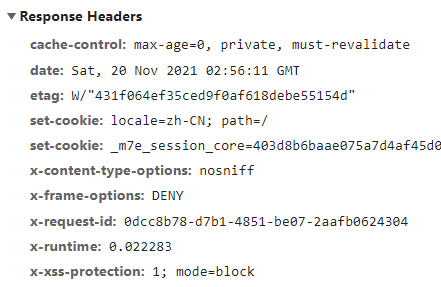 Response Headers
cache-control: max-age=0, private, must-revalidate
date: Sat, 20 Nov 2021 02:56:11 GMT
etag: W/"431f064ef35ced9f0af618debe55154d"
set-cookie: locale=zh-CN; path=/
set-cookie: _m7e_session_core=403d8b6baae075a7d4af45d0
x-content-type-options: nosniff
x-frame-options: DENY
x-request-id: 0dcc8b78-d7b1-4851-be07-2aafb0624304
x-runtime: 0.022283
x-xss-protection: 1; mode=block